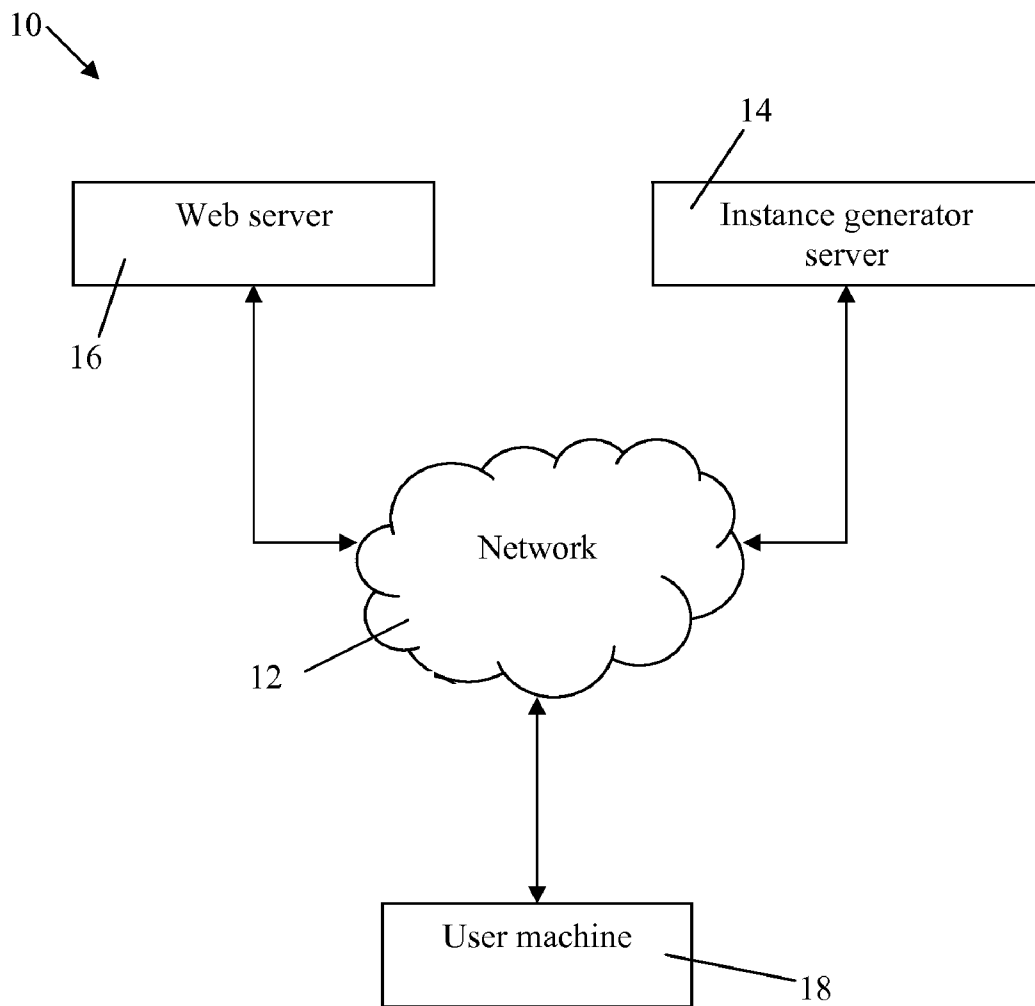 10
14
Web server
Instance generator
server
16
Network
12
User machine
18